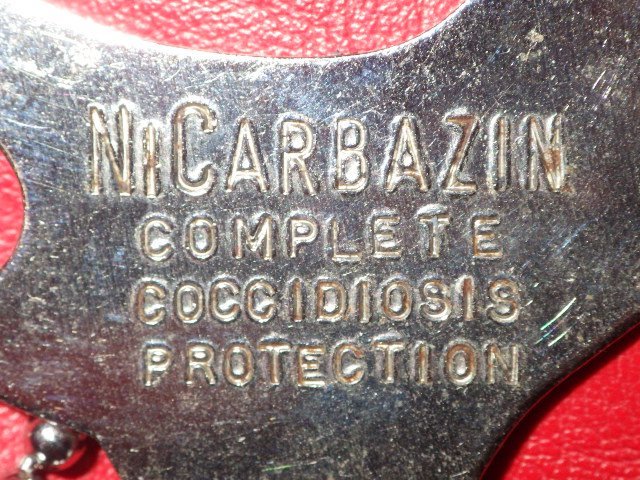 NiCARBAZIN
COMPLETE
COCCIDIOSIS
PROTECTION